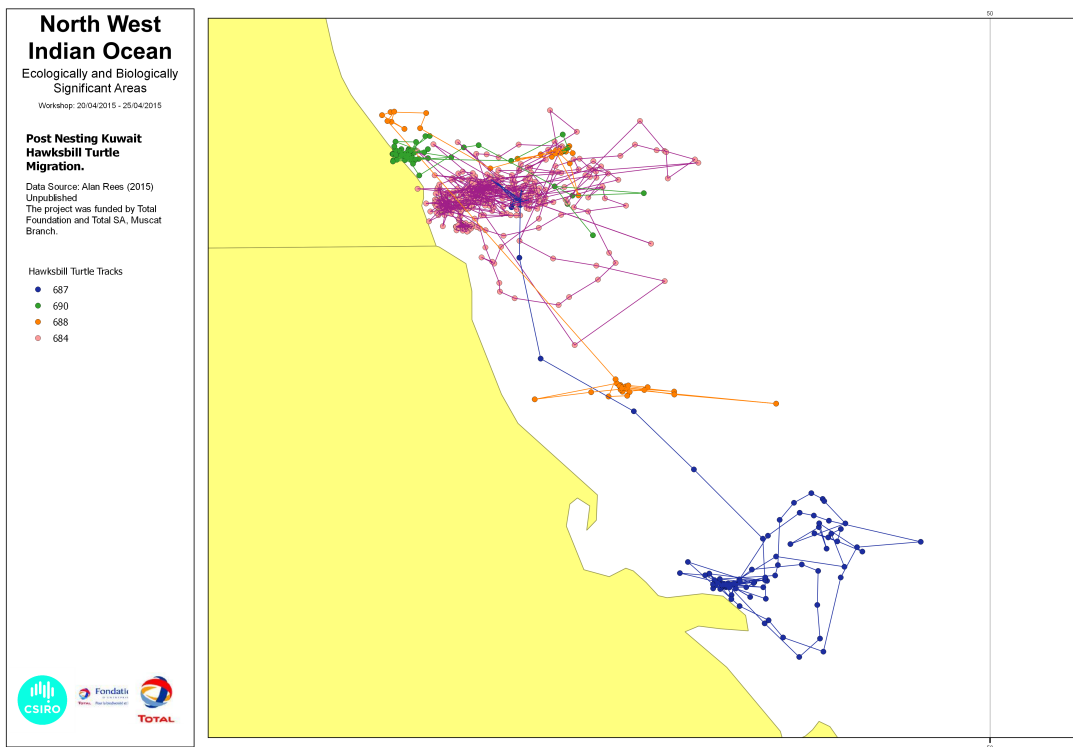 North West
Indian Ocean
Ecologically and Biologically
Significant Areas
Workshop: 20/04/2015 - 25/04/2015
Post Nesting Kuwait
Hawksbill Turtle
Migration.
Data Source: Alan Rees (2015)
Unpublished
The project was funded by Total
Foundation and Total SA, Muscat
Branch.
Hawksbill Turtle Tracks
687
690
688
684
CSIRO
TOTAL
Fondati
TOTAL
50
50